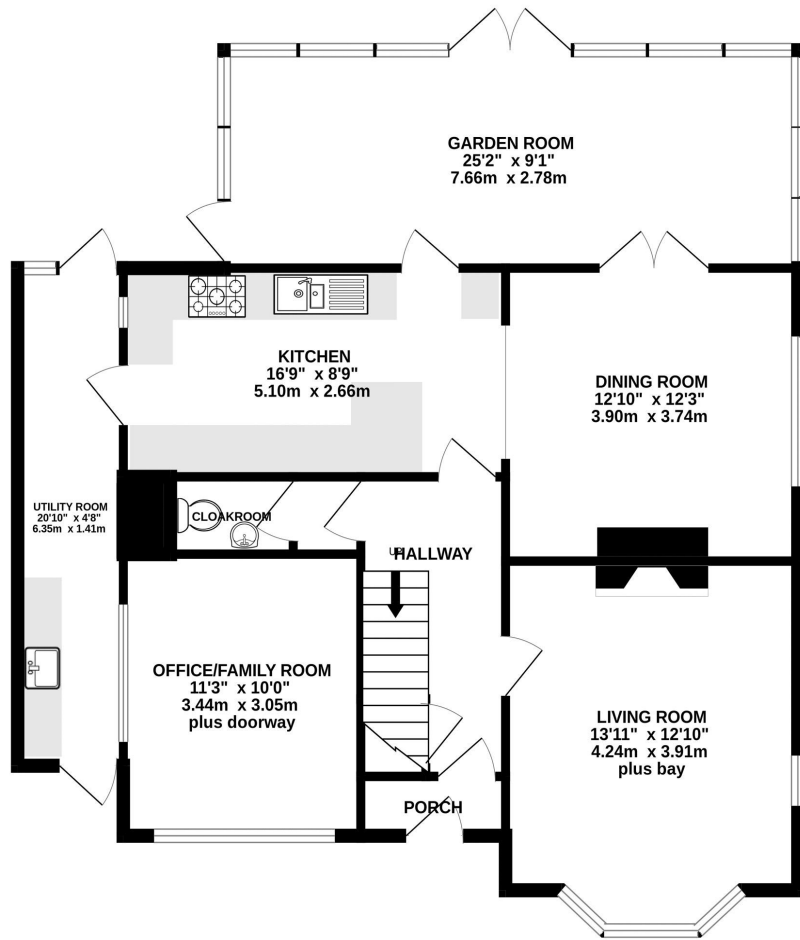 GARDEN ROOM
25'2" x 9'1"
7.66m x 2.78m
KITCHEN
16'9" x 8'9"
5.10m x 2.66m
DINING ROOM
12'10" x 12'3"
3.90m x 3.74m
UTILITY ROOM
20'10" x 4'8"
6.35m x 1.41m
CLOAKROOM
HALLWAY
OFFICE/FAMILY ROOM
11'3" x 10'0"
3.44m x 3.05m
plus doorway
LIVING ROOM
13'11" x 12'10"
4.24m x 3.91m
plus bay
PORCH